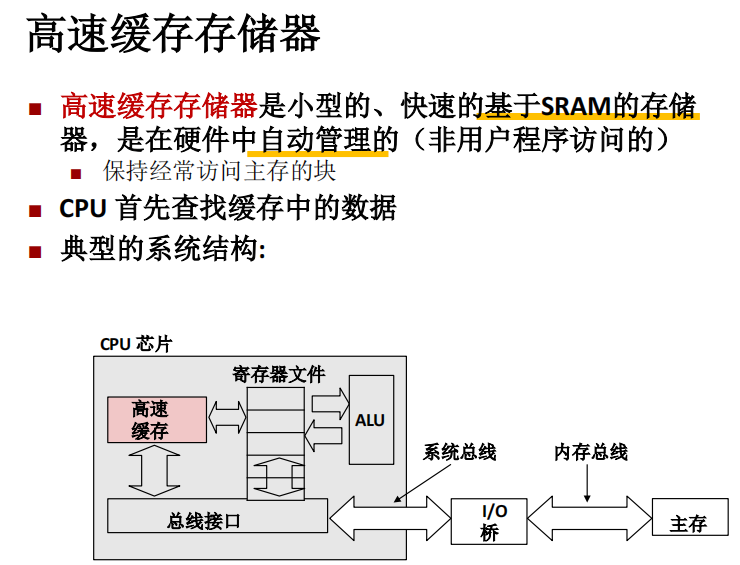 高速缓存存储器
高速缓存存储器是小型的、快速的基于SRAM的存储
器，是在硬件中自动管理的（非用户程序访问的）
保持经常访问主存的块
CPU 首先查找缓存中的数据
典型的系统结构:
CPU 芯片
寄存器文件
高速
缓存
ALU
系统总线
内存总线
总线接口
I/O
桥
主存